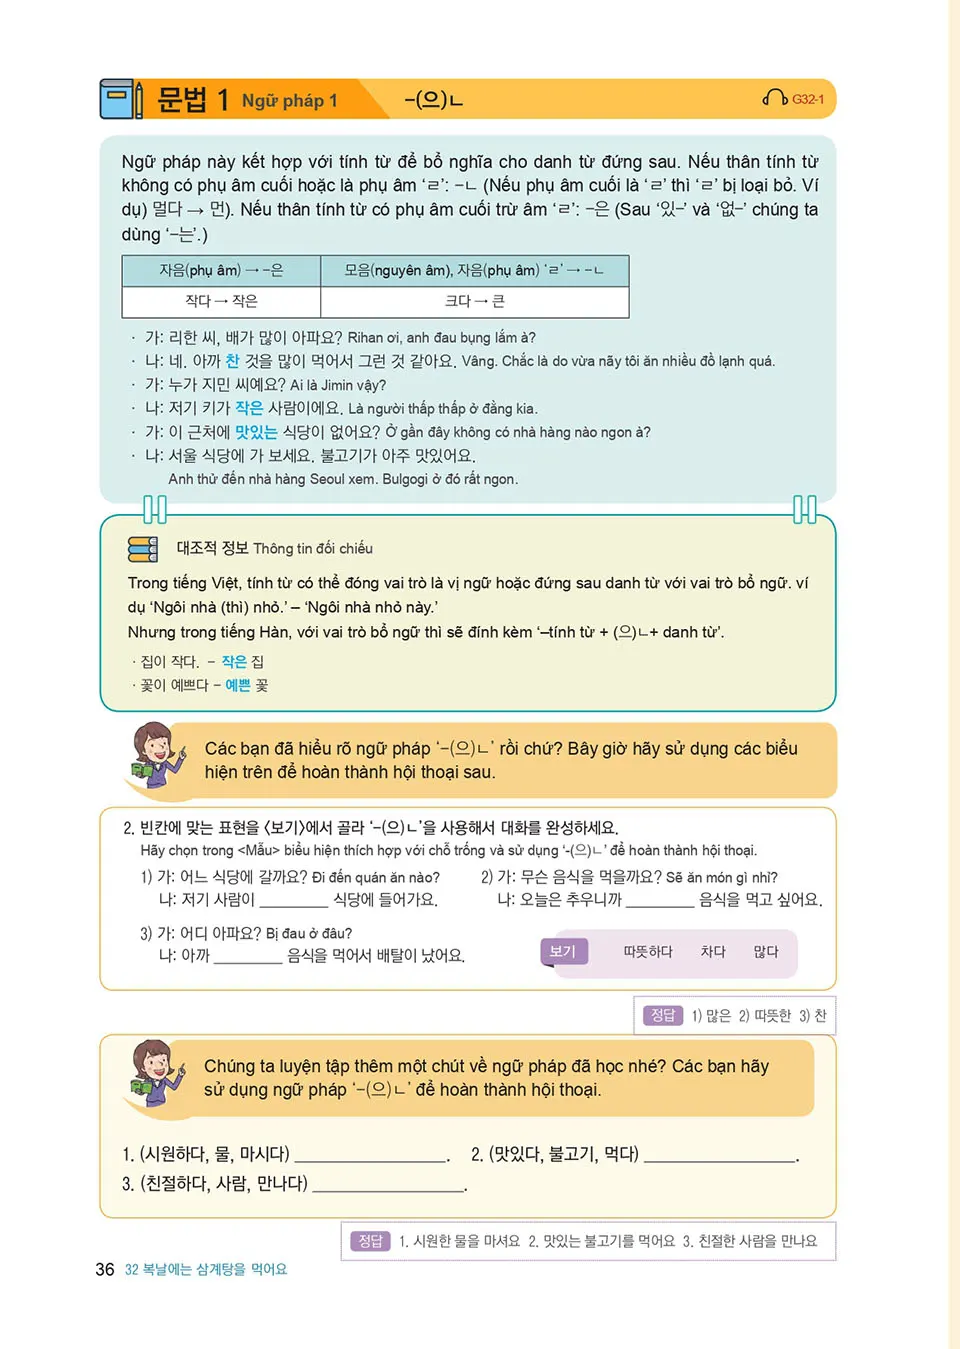 문법 1 Ngữ pháp 1 -(으)ㄴ G32-1
Ngữ pháp này kết hợp với tính từ để bổ nghĩa cho danh từ đứng sau. Nếu thân tính từ
không có phụ âm cuối hoặc là phụ âm ‘ㄹ’: -ㄴ (Nếu phụ âm cuối là ‘ㄹ’ thì ‘ㄹ’ bị loại bỏ. Ví
dụ) 멀다 → 먼). Nếu thân tính từ có phụ âm cuối trừ âm ‘ㄹ’: -은 (Sau ‘있-’ và ‘없-’ chúng ta
dùng ‘-는’.)
자음(phụ âm) → -은 모음(nguyên âm), 자음(phụ âm) ‘ㄹ’ → -ㄴ
작다 → 작은 크다 → 큰
· 가: 리한 씨, 배가 많이 아파요? Rihan ơi, anh đau bụng lắm à?
· 나: 네. 아까 찬 것을 많이 먹어서 그런 것 같아요. Vâng. Chắc là do vừa nãy tôi ăn nhiều đồ lạnh quá.
· 가: 누가 지민 씨예요? Ai là Jimin vậy?
· 나: 저기 키가 작은 사람이에요. Là người thấp thấp ở đằng kia.
· 가: 이 근처에 맛있는 식당이 없어요? Ở gần đây không có nhà hàng nào ngon à?
· 나: 서울 식당에 가 보세요. 불고기가 아주 맛있어요.
Anh thử đến nhà hàng Seoul xem. Bulgogi ở đó rất ngon.
대조적 정보 Thông tin đối chiếu
Trong tiếng Việt, tính từ có thể đóng vai trò là vị ngữ hoặc đứng sau danh từ với vai trò bổ ngữ. ví
dụ ‘Ngôi nhà (thì) nhỏ.’ – ‘Ngôi nhà nhỏ này.’
Nhưng trong tiếng Hàn, với vai trò bổ ngữ thì sẽ đính kèm ‘–tính từ + (으)ㄴ+ danh từ’.
· 집이 작다. – 작은 집
· 꽃이 예쁘다 – 예쁜 꽃
Các bạn đã hiểu rõ ngữ pháp ‘-(으)ㄴ’ rồi chứ? Bây giờ hãy sử dụng các biểu
hiện trên để hoàn thành hội thoại sau.
2. 빈칸에 맞는 표현을 〈보기〉에서 골라 ‘-(으)ㄴ’을 사용해서 대화를 완성하세요.
Hãy chọn trong <Mẫu> biểu hiện thích hợp với chỗ trống và sử dụng ‘-(으)ㄴ’ để hoàn thành hội thoại.
1) 가: 어느 식당에 갈까요? Đi đến quán ăn nào?
나: 저기 사람이 ________ 식당에 들어가요.
2) 가: 무슨 음식을 먹을까요? Sẽ ăn món gì nhỉ?
나: 오늘은 추우니까 ________ 음식을 먹고 싶어요.
3) 가: 어디 아파요? Bị đau ở đâu?
나: 아까 ________ 음식을 먹어서 배탈이 났어요.
보기 따뜻하다 차다 많다
정답 1) 많은 2) 따뜻한 3) 찬
Chúng ta luyện tập thêm một chút về ngữ pháp đã học nhé? Các bạn hãy
sử dụng ngữ pháp ‘-(으)ㄴ’ để hoàn thành hội thoại.
1. (시원하다, 물, 마시다) ________________. 2. (맛있다, 불고기, 먹다) ________________.
3. (친절하다, 사람, 만나다) ________________.
정답 1. 시원한 물을 마셔요 2. 맛있는 불고기를 먹어요 3. 친절한 사람을 만나요
36 32 복날에는 삼계탕을 먹어요